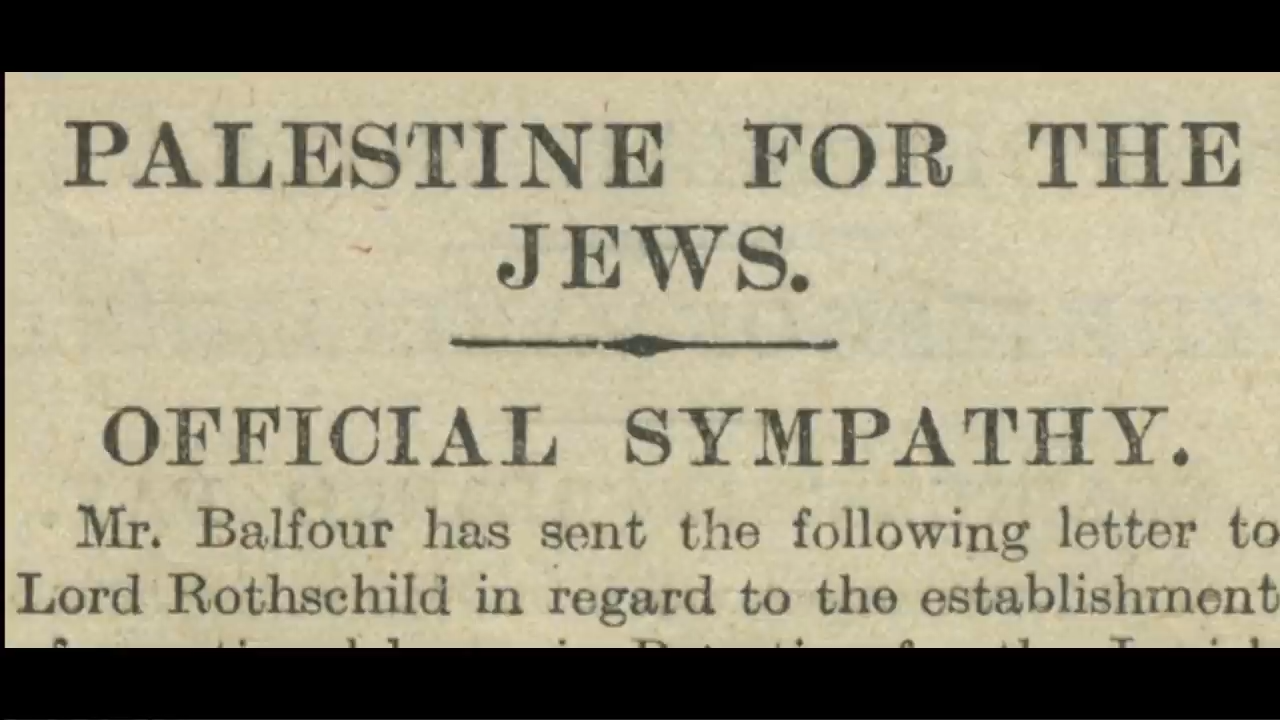 PALESTINE FOR THE
JEWS.
OFFICIAL SYMPATHY.
Mr. Balfour has sent the following letter to
Lord Rothschild in regard to the establishment